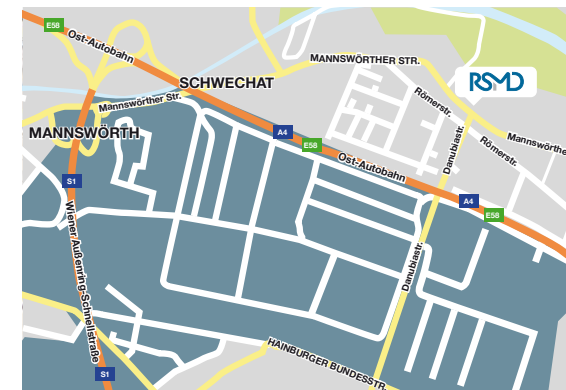 E58
Ost-Autobahn
MANNSWÖRTHER STR.
SCHWECHAT
RSMD
Mannswörther Str.
Römerstr.
MANNSWÖRTH
A4
E58
Danubiastr.
Römerstr.
Mannswörthe
Ost-Autobahn
S1
A4
E58
Wiener Außenring-Schnellstraße
Danubiastr.
HAINBURGER BUNDESSTR.
S1